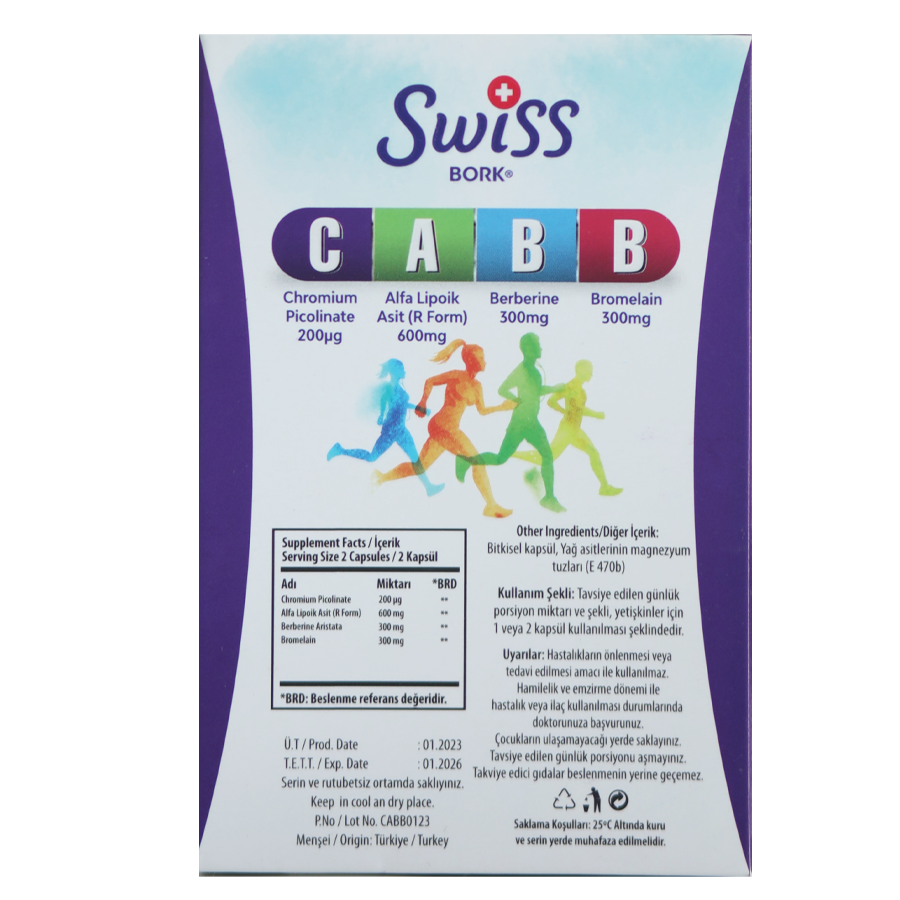 Swiss
BORK®
C A B B
Chromium Picolinate 200µg
Alfa Lipoik Asit (R Form) 600mg
Berberine 300mg
Bromelain 300mg
Supplement Facts / İçerik
Serving Size 2 Capsules / 2 Kapsül
Adı Miktarı *BRD
Chromium Picolinate 200 µg **
Alfa Lipoik Asit (R Form) 600 mg **
Berberine Aristata 300 mg **
Bromelain 300 mg **
*BRD: Beslenme referans değeridir.
Ü.T / Prod. Date : 01.2023
T.E.T.T. / Exp. Date : 01.2026
Serin ve rutubetsiz ortamda saklıyınız.
Keep in cool an dry place.
P.No / Lot No. CABB0123
Menşei / Origin: Türkiye / Turkey
Other Ingredients/Diğer İçerik:
Bitkisel kapsül, Yağ asitlerinin magnezyum
tuzları (E 470b)
Kullanım Şekli: Tavsiye edilen günlük
porsiyon miktarı ve şekli, yetişkinler için
1 veya 2 kapsül kullanılması şeklindedir.
Uyarılar: Hastalıkların önlenmesi veya
tedavi edilmesi amacı ile kullanılmaz.
Hamilelik ve emzirme dönemi ile
hastalık veya ilaç kullanılması durumlarında
doktorunuza başvurunuz.
Çocukların ulaşamayacağı yerde saklayınız.
Tavsiye edilen günlük porsiyonu aşmayınız.
Takviye edici gıdalar beslenmenin yerine geçemez.
Saklama Koşulları: 25ºC Altında kuru
ve serin yerde muhafaza edilmelidir.